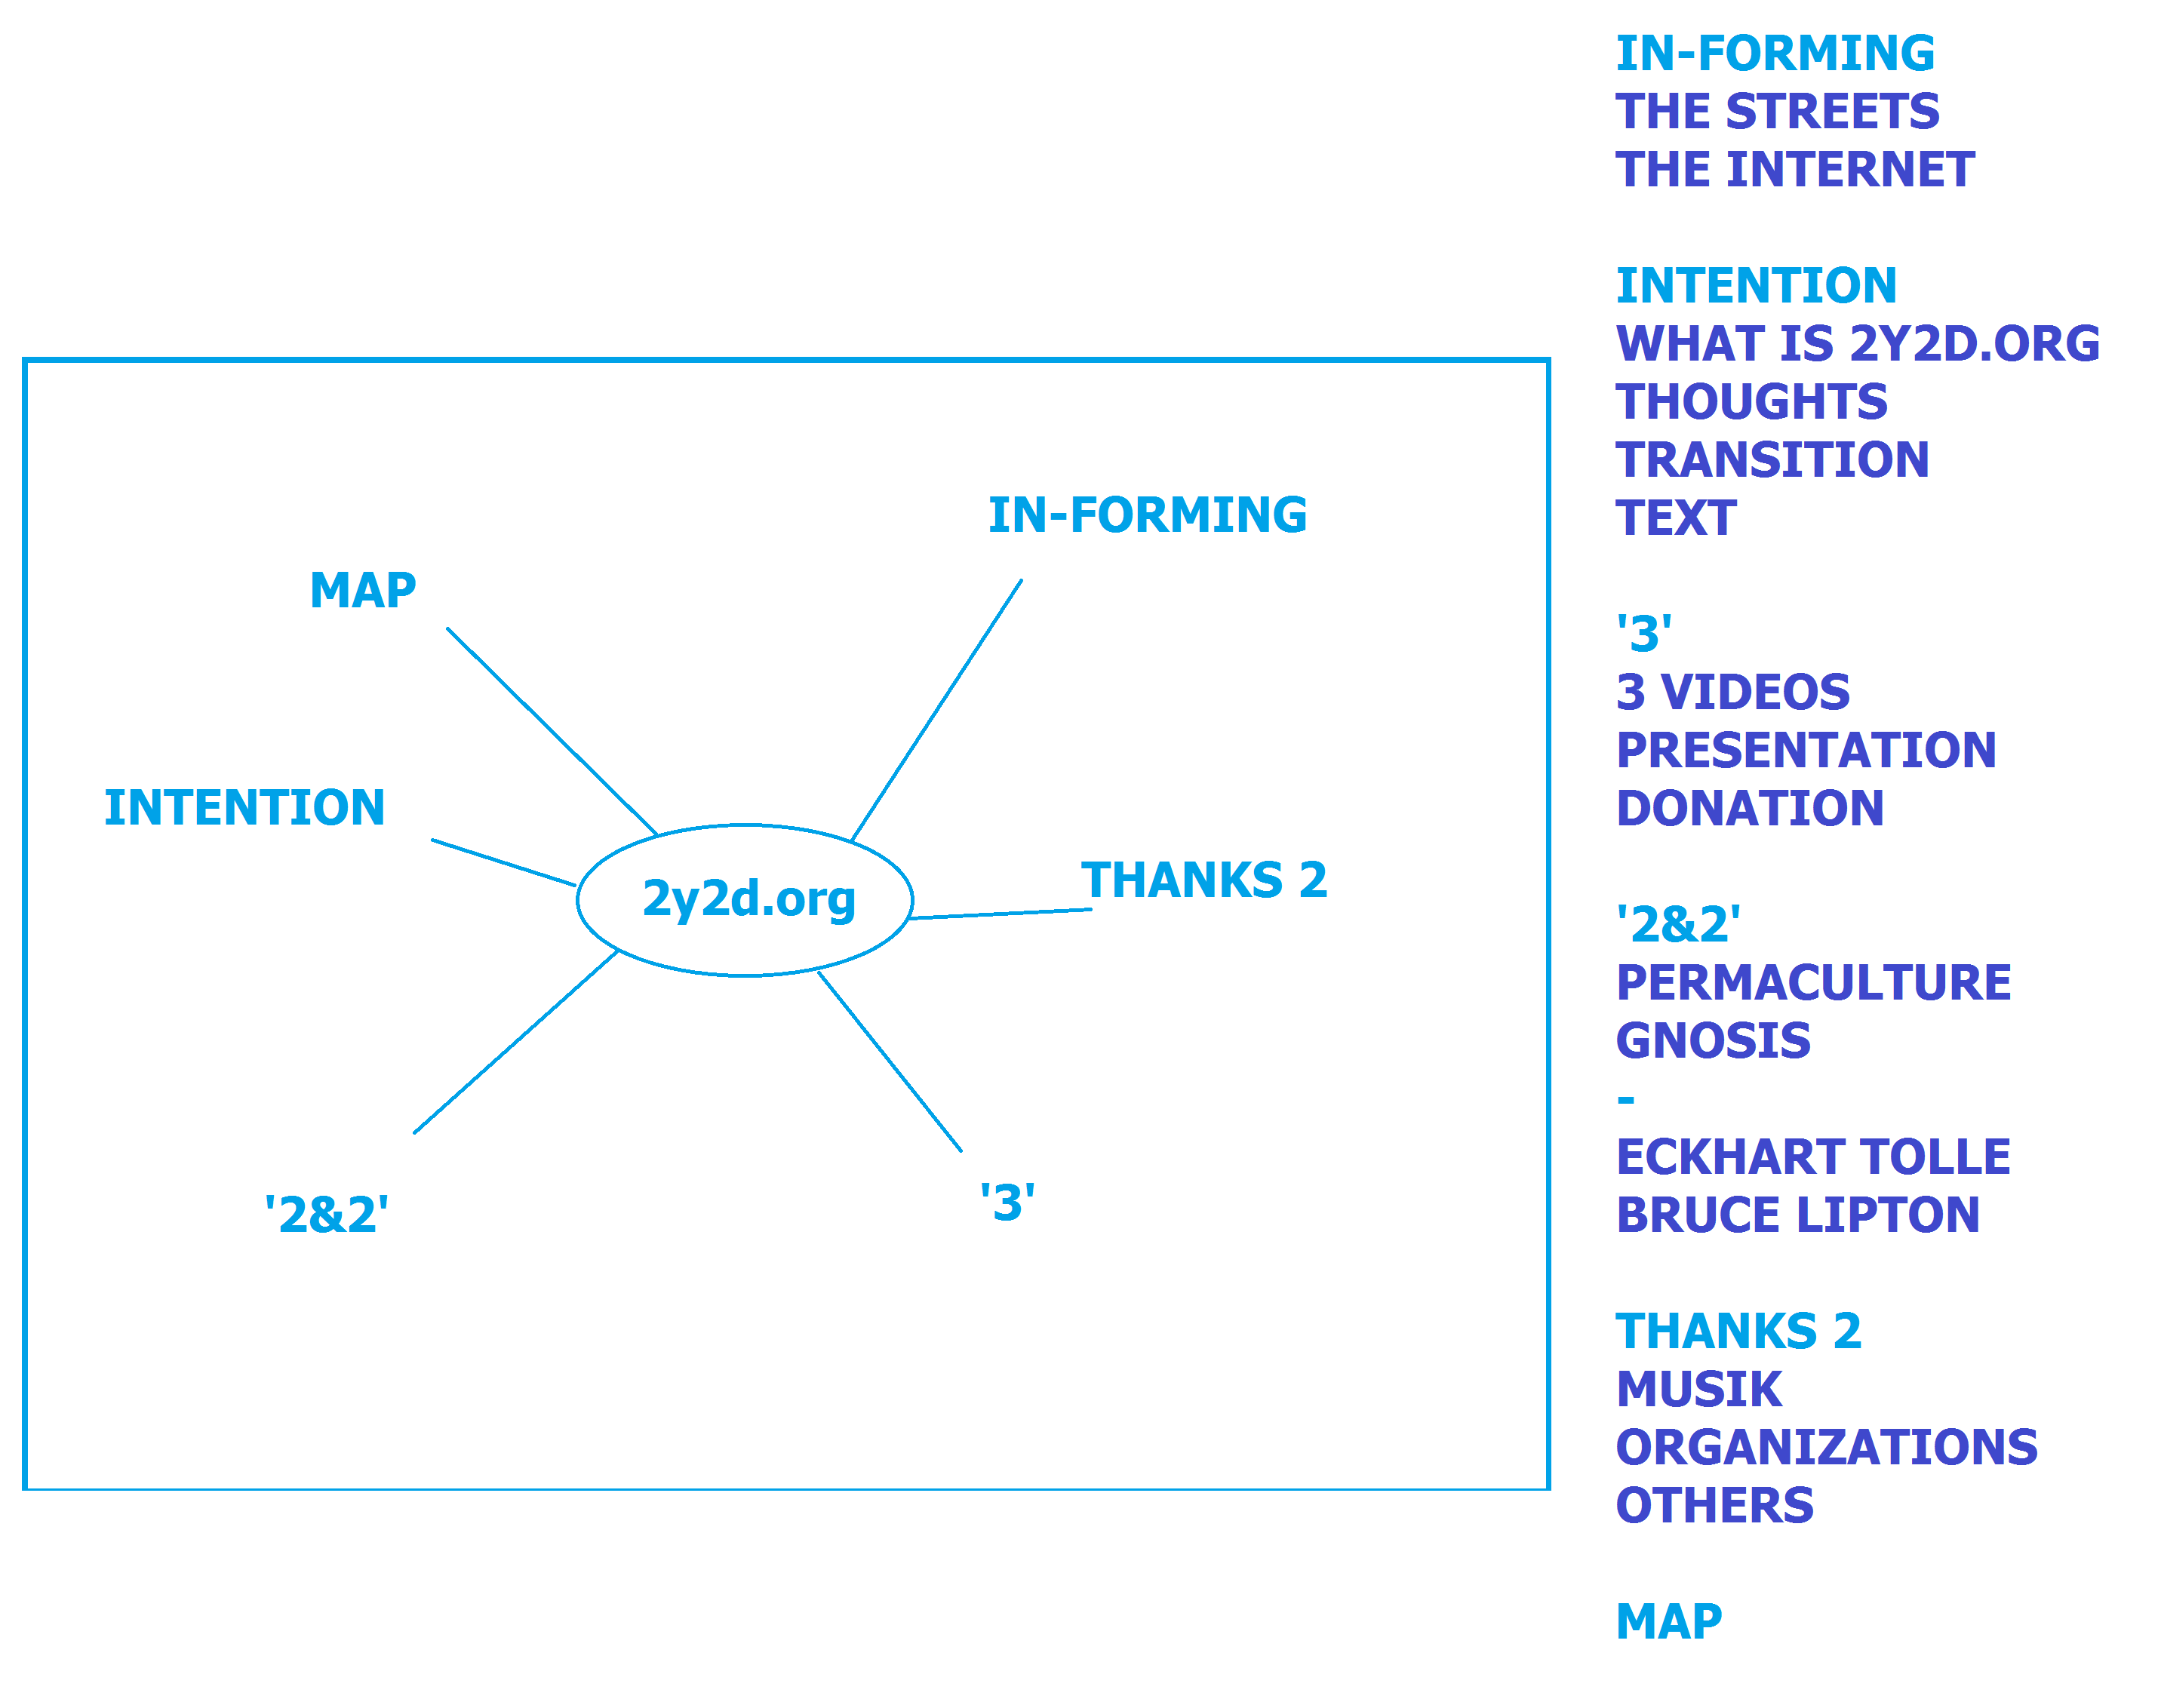 IN-FORMING
MAP
INTENTION
2y2d.org
THANKS 2
'2&2'
'3'
IN-FORMING
THE STREETS
THE INTERNET
INTENTION
WHAT IS 2Y2D.ORG
THOUGHTS
TRANSITION
TEXT
'3'
3 VIDEOS
PRESENTATION
DONATION
'2&2'
PERMACULTURE
GNOSIS
-
ECKHART TOLLE
BRUCE LIPTON
THANKS 2
MUSIK
ORGANIZATIONS
OTHERS
MAP